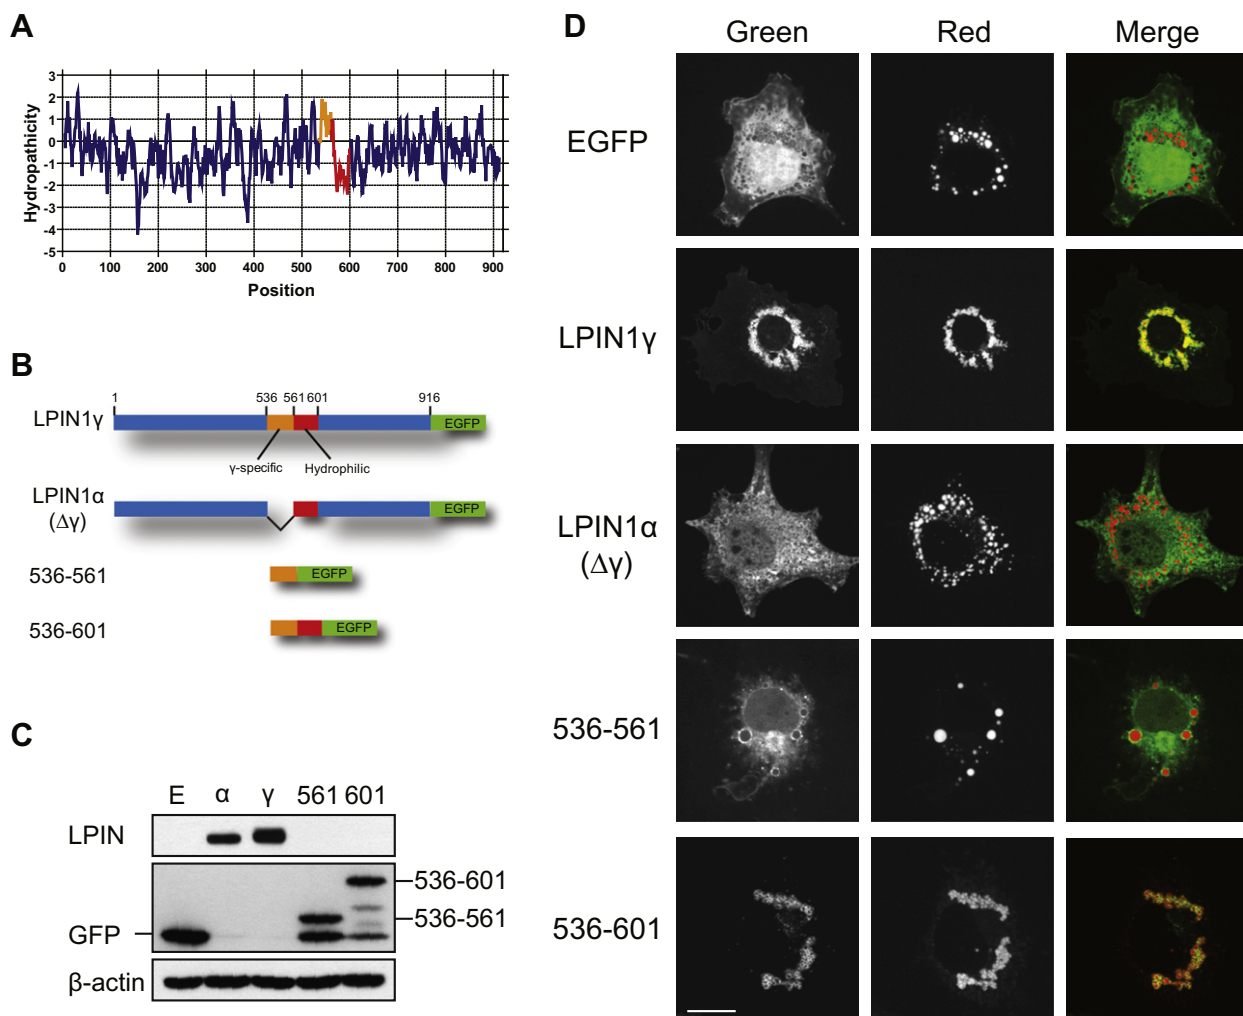 A
3
2
1
0
-1
-2
-3
-4
-5
Hydropathicity
0 100 200 300 400 500 600 700 800 900
Position
B
1 536 561 601 916
LPIN1γ
EGFP
γ-specific Hydrophilic
LPIN1α
(Δγ)
EGFP
536-561
EGFP
536-601
EGFP
C
E α γ 561 601
LPIN
536-601
536-561
GFP
β-actin
D
Green Red Merge
EGFP
LPIN1γ
LPIN1α
(Δγ)
536-561
536-601